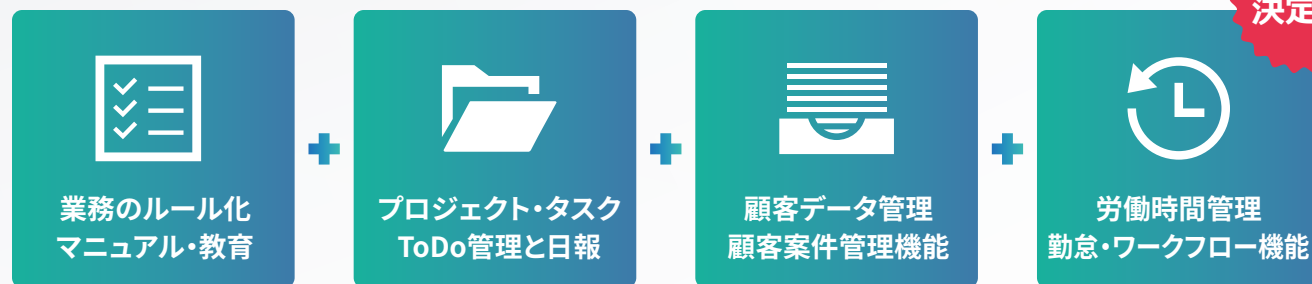 決定
業務のルール化
マニュアル・教育
プロジェクト・タスク
ToDo管理と日報
顧客データ管理
顧客案件管理機能
労働時間管理
勤怠・ワークフロー機能